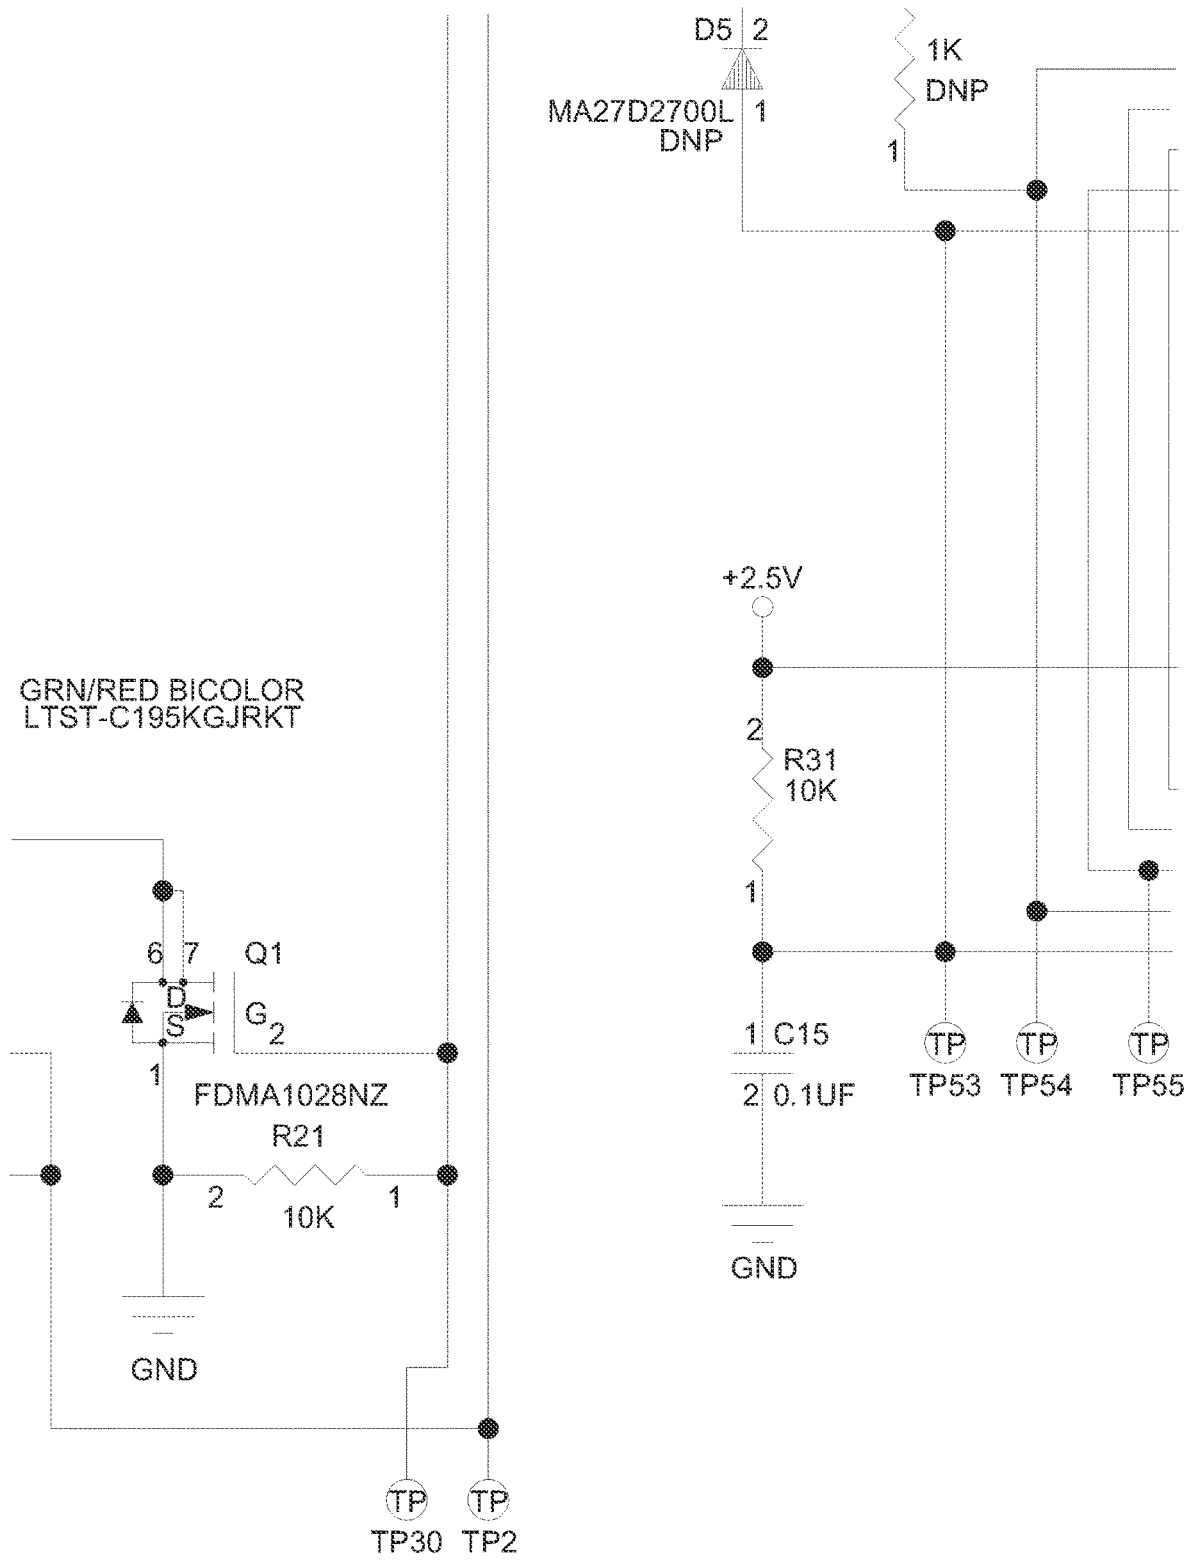 D5 2
1K
DNP
MA27D2700L 1
DNP
1
+2.5V
GRN/RED BICOLOR
LTST-C195KGJRKT
2
R31
10K
1
6 7 Q1
D
G
S 2
1 C15
TP TP TP
1
TP53 TP54 TP55
FDMA1028NZ
2 0.1UF
R21
2 1
10K
GND
GND
TP TP
TP30 TP2